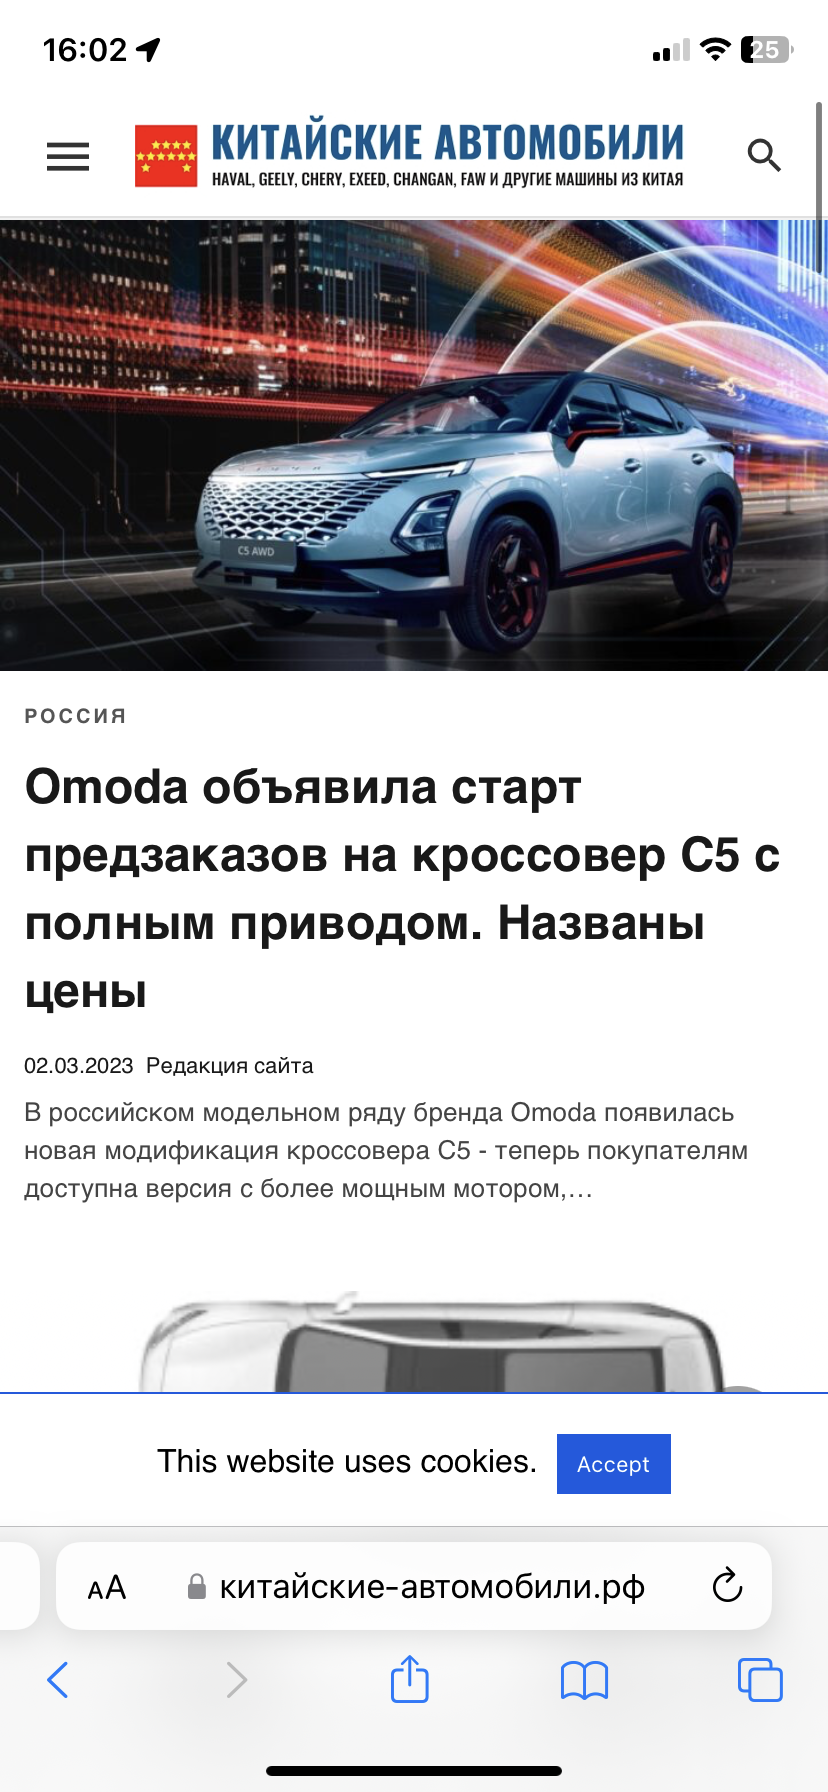 16:02
25
КИТАЙСКИЕ АВТОМОБИЛИ
HAVAL, GEELY, CHERY, EXEED, CHANGAN, FAW И ДРУГИЕ МАШИНЫ ИЗ КИТАЯ
C5 AWD
РОССИЯ
Omoda объявила старт
предзаказов на кроссовер C5 с
полным приводом. Названы
цены
02.03.2023 Редакция сайта
В российском модельном ряду бренда Omoda появилась
новая модификация кроссовера C5 - теперь покупателям
доступна версия с более мощным мотором,…
This website uses cookies. Accept
AA китайские-автомобили.рф